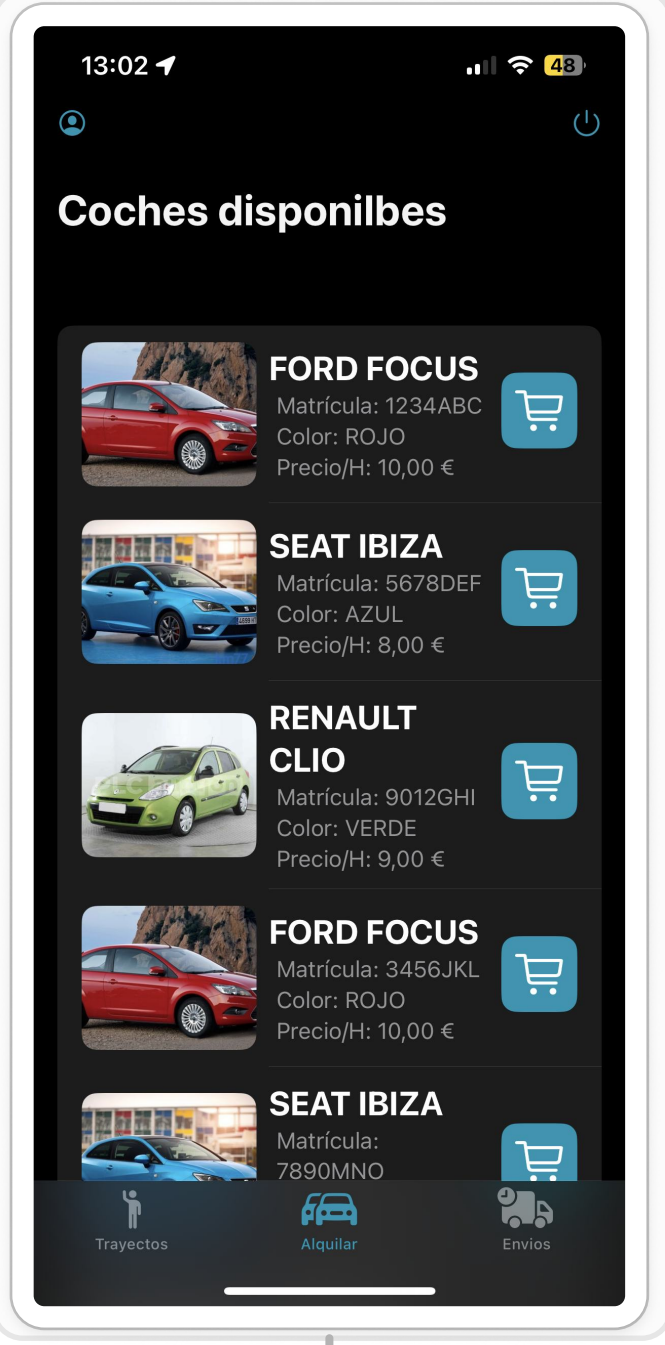 13:02
48
Coches disponilbes
FORD FOCUS
Matrícula: 1234ABC
Color: ROJO
Precio/H: 10,00 €
SEAT IBIZA
Matrícula: 5678DEF
Color: AZUL
Precio/H: 8,00 €
RENAULT
CLIO
Matrícula: 9012GHI
Color: VERDE
Precio/H: 9,00 €
FORD FOCUS
Matrícula: 3456JKL
Color: ROJO
Precio/H: 10,00 €
SEAT IBIZA
Matrícula:
7890MNO
Trayectos
Alquilar
Envios